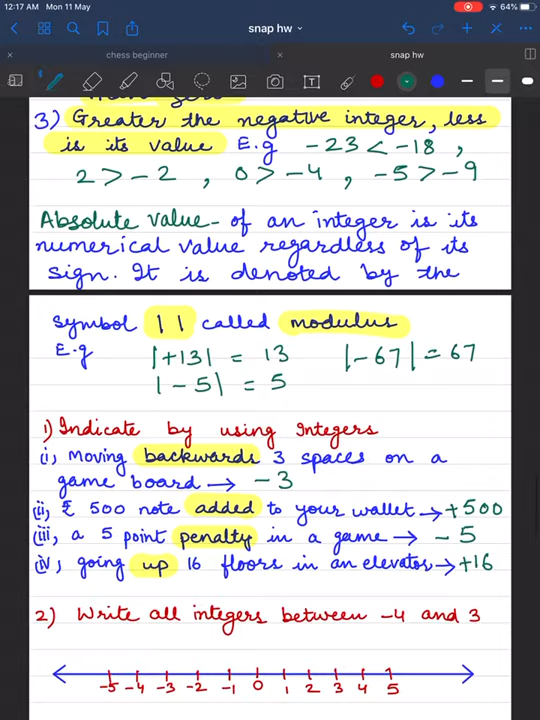 12:17 AM Mon 11 May
64%
snap hw
chess beginner
snap hw
3) Greater the negative integer, less
is its value E.g -23 < -18 ,
2 > -2 , 0 > -4 , -5 > -9
Absolute value - of an integer is its
numerical value regardless of its
sign. It is denoted by the
symbol | | called modulus
E.g |+13| = 13 |-67| = 67
|-5| = 5
1) Indicate by using Integers
(i) moving backwards 3 spaces on a
game board → -3
(ii) ₹ 500 note added to your wallet → +500
(iii) a 5 point penalty in a game → -5
(iv) going up 16 floors in an elevator → +16
2) Write all integers between -4 and 3
-5 -4 -3 -2 -1 0 1 2 3 4 5